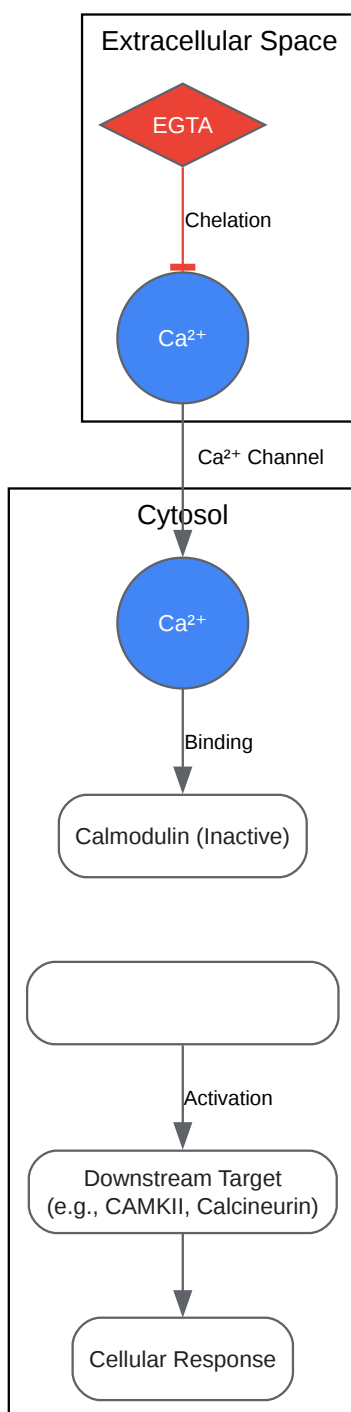 Extracellular Space
EGTA
Chelation
Ca²⁺
Ca²⁺ Channel
Cytosol
Ca²⁺
Binding
Calmodulin (Inactive)
Activation
Downstream Target
(e.g., CAMKII, Calcineurin)
Cellular Response